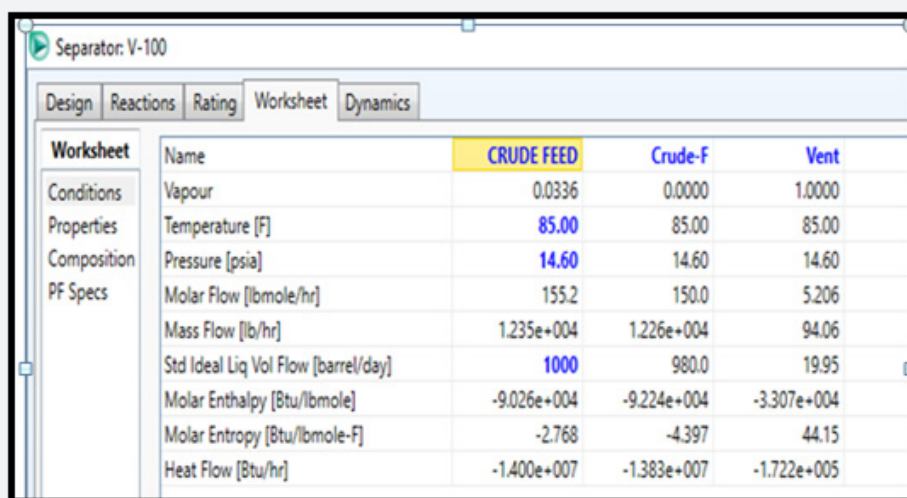 Separator: V-100
Design Reactions Rating Worksheet Dynamics
Worksheet
Conditions
Properties
Composition
PF Specs
Name CRUDE FEED Crude-F Vent
Vapour 0.0336 0.0000 1.0000
Temperature [F] 85.00 85.00 85.00
Pressure [psia] 14.60 14.60 14.60
Molar Flow [lbmole/hr] 155.2 150.0 5.206
Mass Flow [lb/hr] 1.235e+004 1.226e+004 94.06
Std Ideal Liq Vol Flow [barrel/day] 1000 980.0 19.95
Molar Enthalpy [Btu/lbmole] -9.026e+004 -9.224e+004 -3.307e+004
Molar Entropy [Btu/lbmole-F] -2.768 -4.397 44.15
Heat Flow [Btu/hr] -1.400e+007 -1.383e+007 -1.722e+005